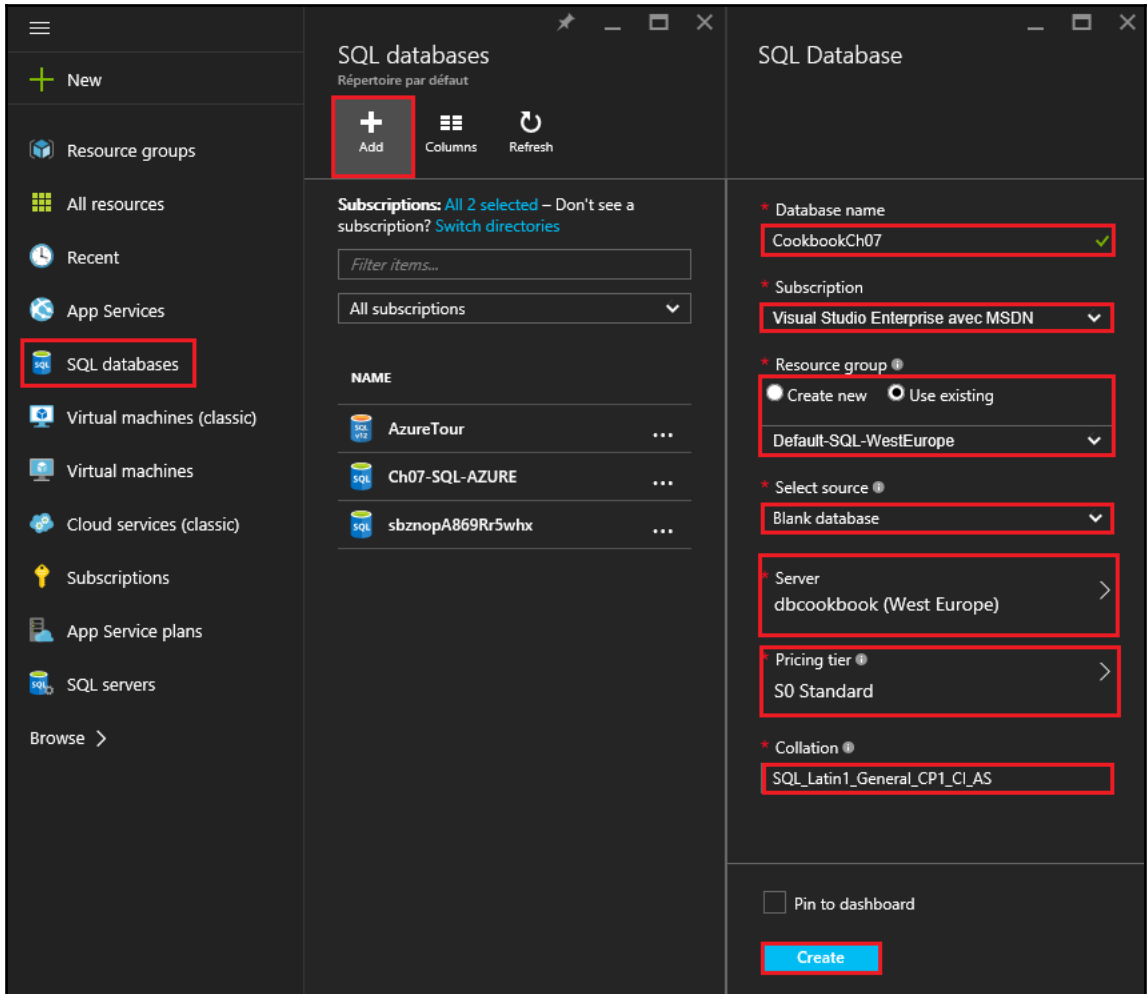 New
Resource groups
All resources
Recent
App Services
SQL databases
Virtual machines (classic)
Virtual machines
Cloud services (classic)
Subscriptions
App Service plans
SQL servers
Browse
SQL databases
Répertoire par défaut
Add
Columns
Refresh
Subscriptions: All 2 selected – Don't see a
subscription? Switch directories
Filter items...
All subscriptions
NAME
AzureTour
Ch07-SQL-AZURE
sbznopA869Rr5whx
SQL Database
* Database name
CookbookCh07
* Subscription
Visual Studio Enterprise avec MSDN
* Resource group
Create new Use existing
Default-SQL-WestEurope
* Select source
Blank database
* Server
dbcookbook (West Europe)
* Pricing tier
S0 Standard
* Collation
SQL_Latin1_General_CP1_CI_AS
Pin to dashboard
Create